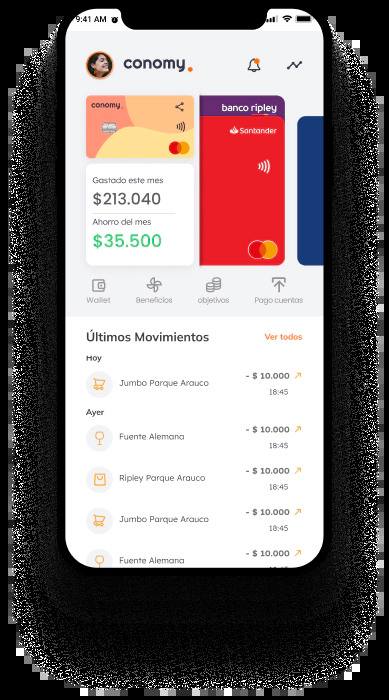 9:41 AM
conomy.
conomy.
banco ripley
Santander
Gastado este mes
$213.040
Ahorro del mes
$35.500
Wallet
Beneficios
objetivos
Pago cuentas
Últimos Movimientos
Ver todos
Hoy
Jumbo Parque Arauco
- $ 10.000
18:45
Ayer
Fuente Alemana
- $ 10.000
18:45
Ripley Parque Arauco
- $ 10.000
18:45
Jumbo Parque Arauco
- $ 10.000
18:45
Fuente Alemana
- $ 10.000